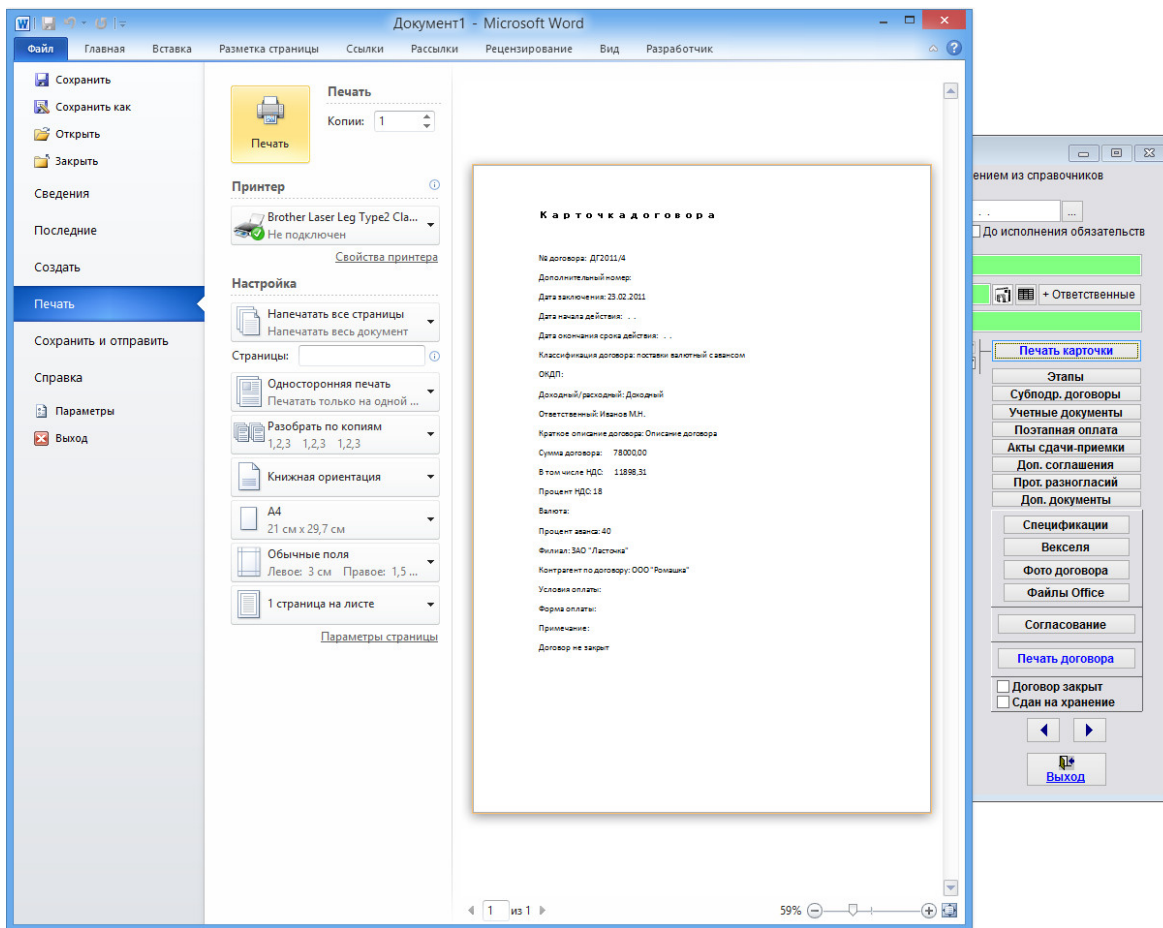 Документ1 - Microsoft Word
Файл Главная Вставка Разметка страницы Ссылки Рассылки Рецензирование Вид Разработчик
Сохранить
Сохранить как
Открыть
Закрыть
Сведения
Последние
Создать
Печать
Сохранить и отправить
Справка
Параметры
Выход
Печать
Печать
Копии: 1
Принтер
Brother Laser Leg Type2 Cla...
Не подключен
Свойства принтера
Настройка
Напечатать все страницы
Напечатать весь документ
Страницы:
Односторонняя печать
Печатать только на одной ...
Разобрать по копиям
1,2,3 1,2,3 1,2,3
Книжная ориентация
A4
21 см x 29,7 см
Обычные поля
Левое: 3 см Правое: 1,5 ...
1 страница на листе
Параметры страницы
К а р т о ч к а д о г о в о р а
№ договора: ДГ2011/4
Дополнительный номер:
Дата заключения: 23.02.2011
Дата начала действия: . .
Дата окончания срока действия: . .
Классификация договора: поставки валютный с авансом
ОКДП:
Доходный/расходный: Доходный
Ответственный: Иванов М.Н.
Краткое описание договора: Описание договора
Сумма договора: 78000,00
В том числе НДС: 11898,31
Процент НДС: 18
Валюта:
Процент аванса: 40
Филиал: ЗАО "Ласточка"
Контрагент по договору: ООО "Ромашка"
Условия оплаты:
Форма оплаты:
Примечание:
Договор не закрыт
1 из 1
59%
ением из справочников
. . ...
До исполнения обязательств
+ Ответственные
Печать карточки
Этапы
Субподр. договоры
Учетные документы
Поэтапная оплата
Акты сдачи-приемки
Доп. соглашения
Прот. разногласий
Доп. документы
Спецификации
Векселя
Фото договора
Файлы Office
Согласование
Печать договора
Договор закрыт
Сдан на хранение
Выход